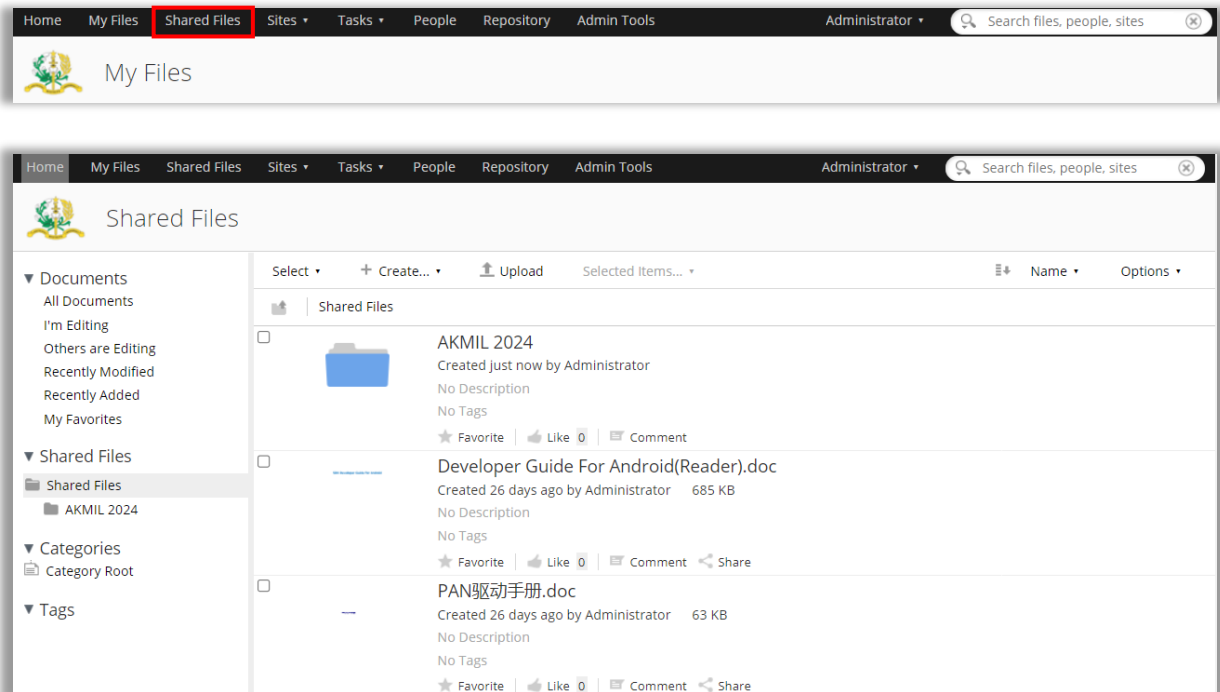 Home My Files Shared Files Sites Tasks People Repository Admin Tools Administrator Search files, people, sites
My Files
Home My Files Shared Files Sites Tasks People Repository Admin Tools Administrator Search files, people, sites
Shared Files
Documents
All Documents
I'm Editing
Others are Editing
Recently Modified
Recently Added
My Favorites
Shared Files
Shared Files
AKMIL 2024
Categories
Category Root
Tags
Select + Create... Upload Selected Items... Name Options
Shared Files
AKMIL 2024
Created just now by Administrator
No Description
No Tags
Favorite Like 0 Comment
Developer Guide For Android(Reader).doc
Created 26 days ago by Administrator 685 KB
No Description
No Tags
Favorite Like 0 Comment Share
PAN驱动手册.doc
Created 26 days ago by Administrator 63 KB
No Description
No Tags
Favorite Like 0 Comment Share